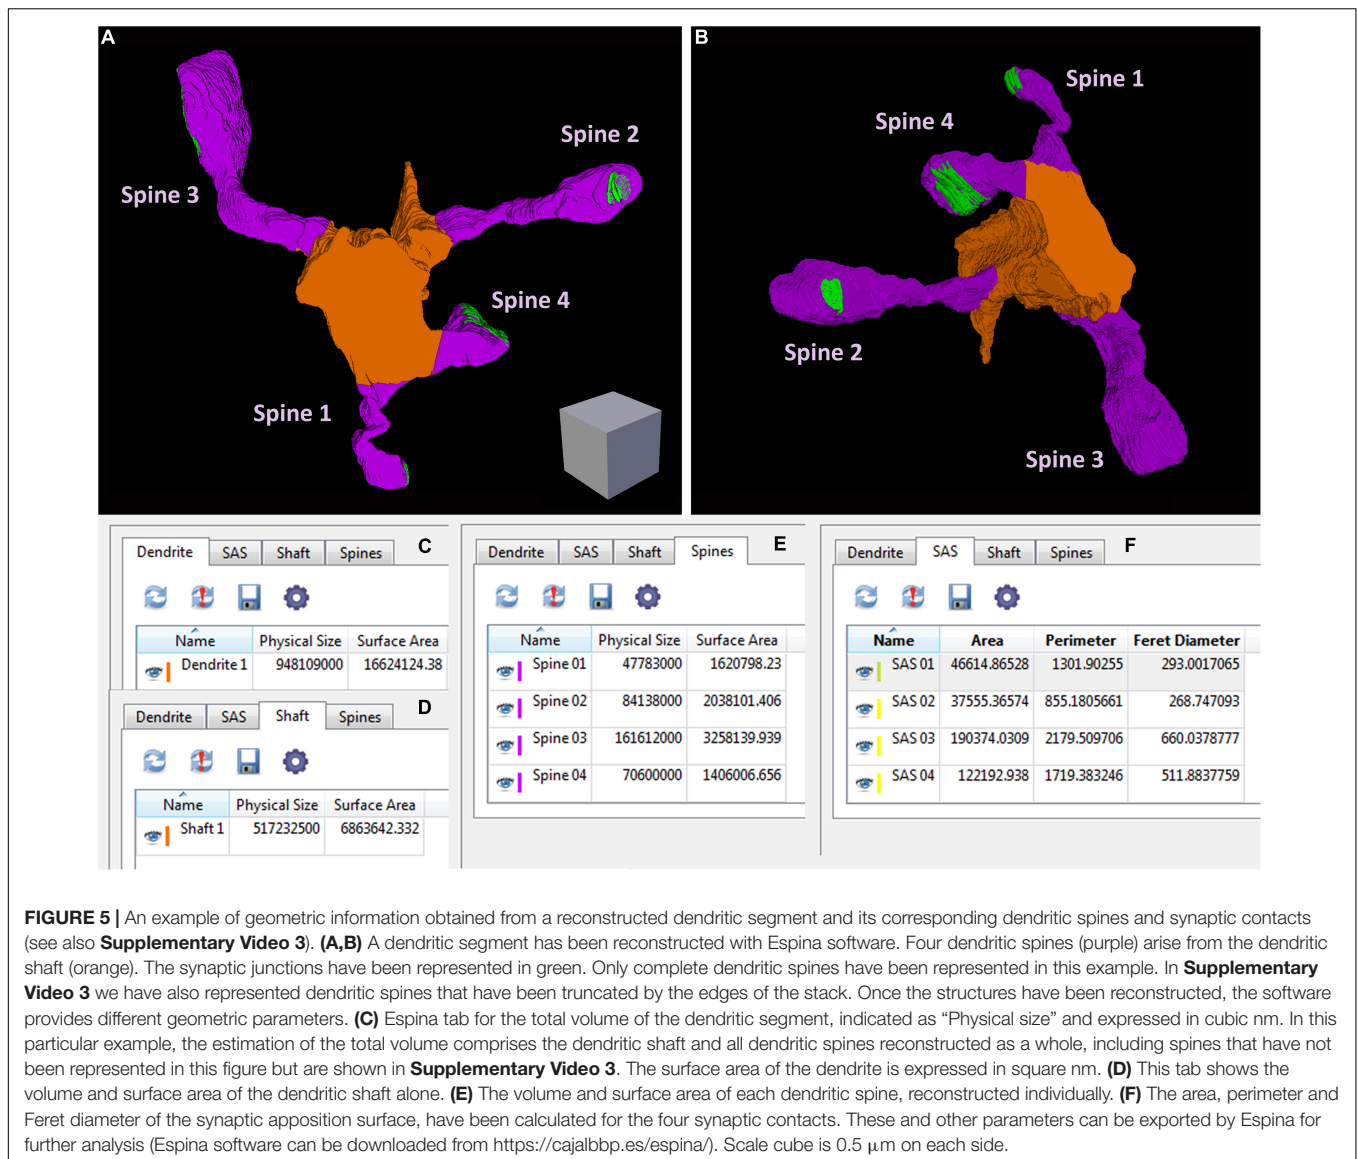 A
Spine 2
Spine 3
Spine 4
Spine 1
B
Spine 1
Spine 4
Spine 2
Spine 3
Dendrite SAS Shaft Spines C
Name Physical Size Surface Area
Dendrite 1 948109000 16624124.38
Dendrite SAS Shaft Spines D
Name Physical Size Surface Area
Shaft 1 517232500 6863642.332
Dendrite SAS Shaft Spines E
Name Physical Size Surface Area
Spine 01 47783000 1620798.23
Spine 02 84138000 2038101.406
Spine 03 161612000 3258139.939
Spine 04 70600000 1406006.656
Dendrite SAS Shaft Spines F
Name Area Perimeter Feret Diameter
SAS 01 46614.86528 1301.90255 293.0017065
SAS 02 37555.36574 855.1805661 268.747093
SAS 03 190374.0309 2179.509706 660.0378777
SAS 04 122192.938 1719.383246 511.8837759
FIGURE 5 | An example of geometric information obtained from a reconstructed dendritic segment and its corresponding dendritic spines and synaptic contacts
(see also Supplementary Video 3). (A,B) A dendritic segment has been reconstructed with Espina software. Four dendritic spines (purple) arise from the dendritic
shaft (orange). The synaptic junctions have been represented in green. Only complete dendritic spines have been represented in this example. In Supplementary
Video 3 we have also represented dendritic spines that have been truncated by the edges of the stack. Once the structures have been reconstructed, the software
provides different geometric parameters. (C) Espina tab for the total volume of the dendritic segment, indicated as “Physical size” and expressed in cubic nm. In this
particular example, the estimation of the total volume comprises the dendritic shaft and all dendritic spines reconstructed as a whole, including spines that have not
been represented in this figure but are shown in Supplementary Video 3. The surface area of the dendrite is expressed in square nm. (D) This tab shows the
volume and surface area of the dendritic shaft alone. (E) The volume and surface area of each dendritic spine, reconstructed individually. (F) The area, perimeter and
Feret diameter of the synaptic apposition surface, have been calculated for the four synaptic contacts. These and other parameters can be exported by Espina for
further analysis (Espina software can be downloaded from https://cajalbbp.es/espina/). Scale cube is 0.5 μm on each side.